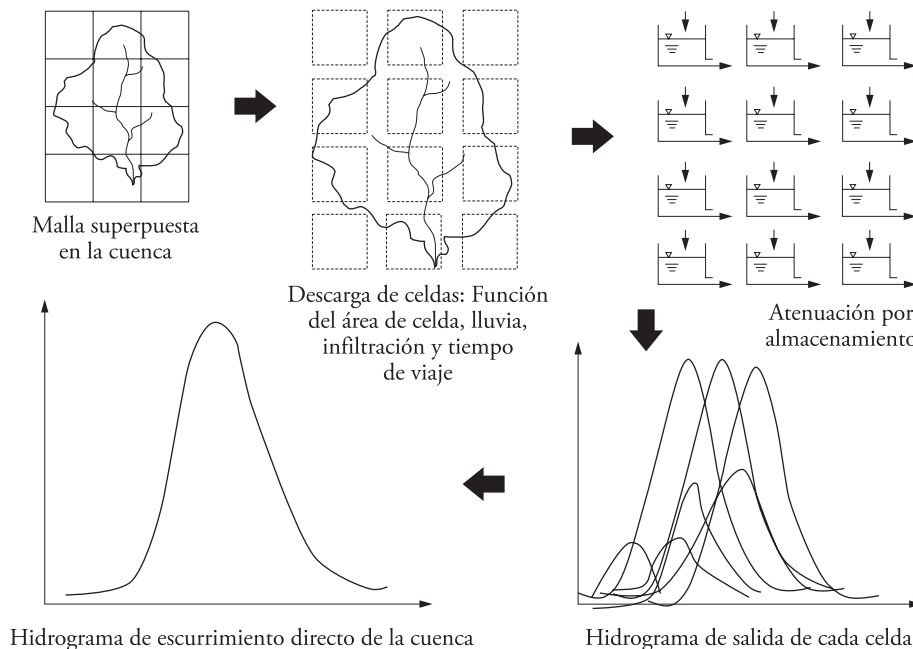 Malla superpuesta
en la cuenca
Descarga de celdas: Función
del área de celda, lluvia,
infiltración y tiempo
de viaje
Atenuación por
almacenamiento
Hidrograma de salida de cada celda
Hidrograma de escurrimiento directo de la cuenca